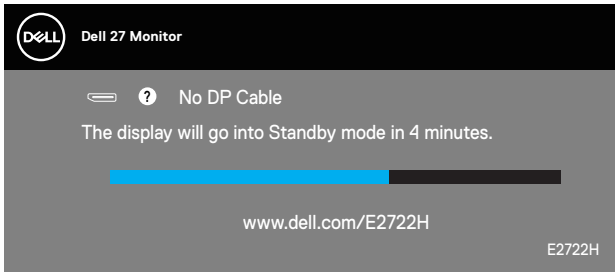 DELL
Dell 27 Monitor
? No DP Cable
The display will go into Standby mode in 4 minutes.
www.dell.com/E2722H
E2722H